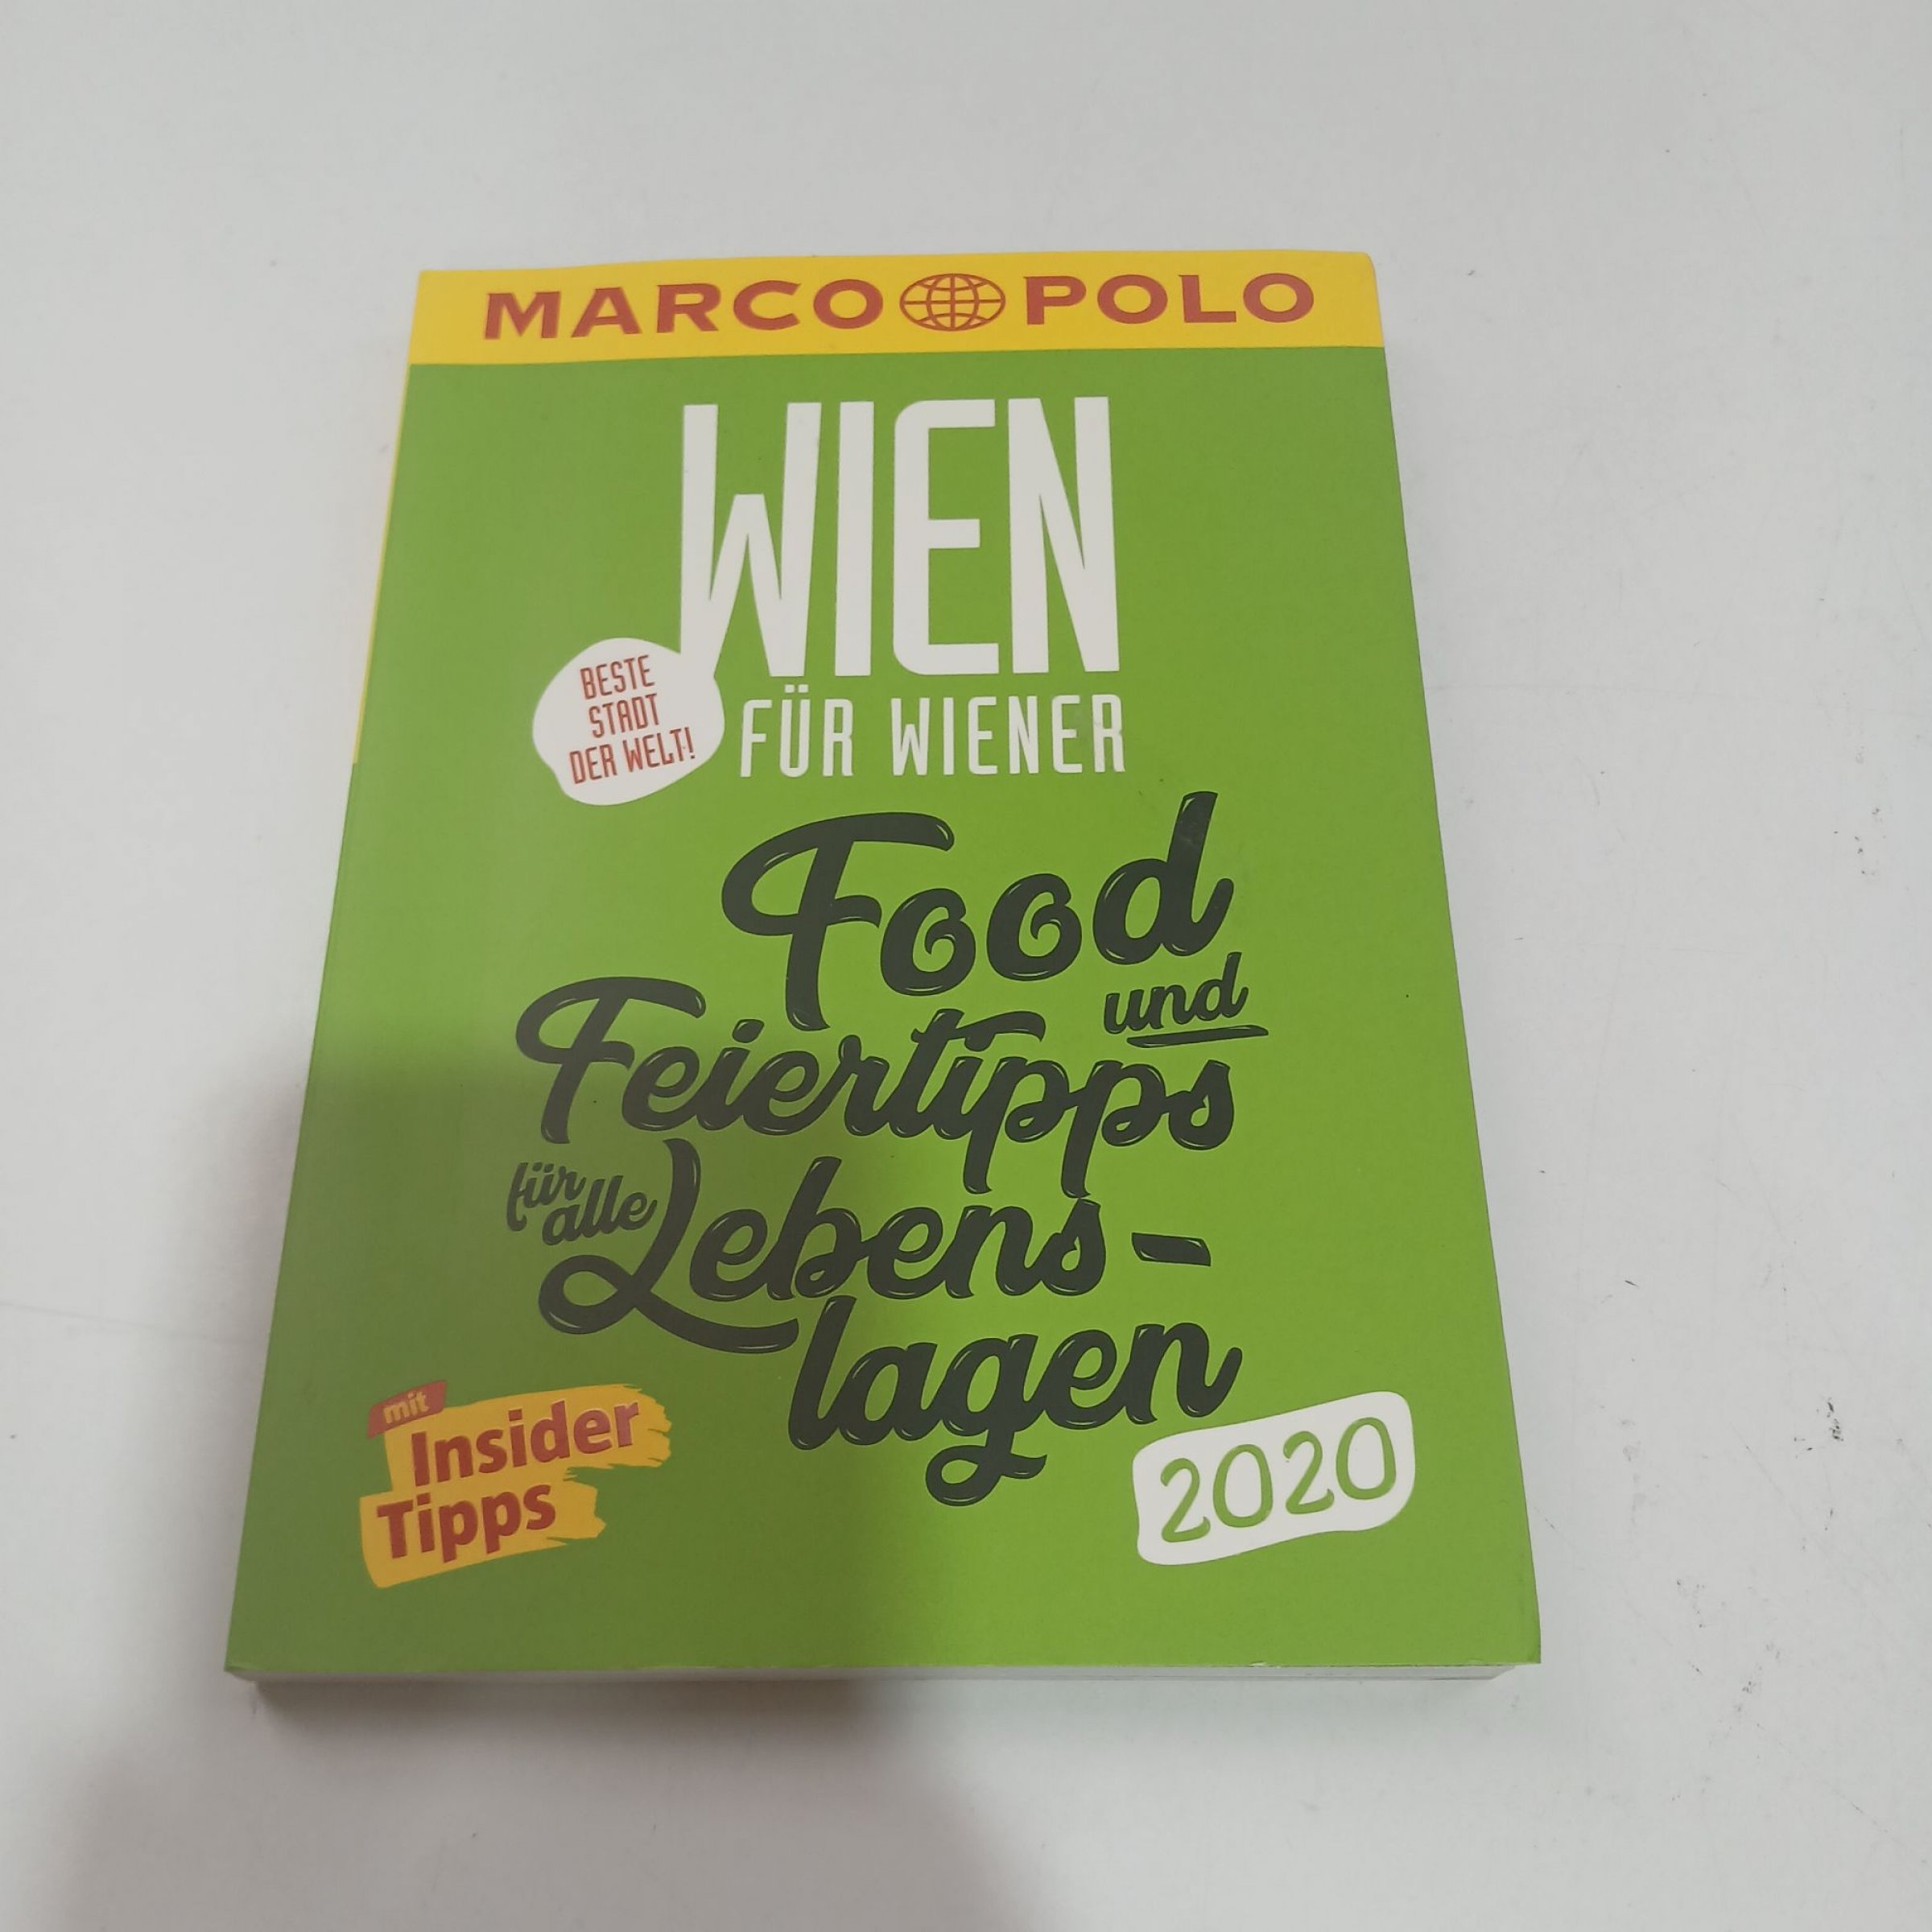 MARCO POLO
WIEN
FÜR WIENER
BESTE
STADT
DER WELT!
Food
und
Feiertipps
für
alle
Lebens-
lagen
mit
Insider
Tipps
2020